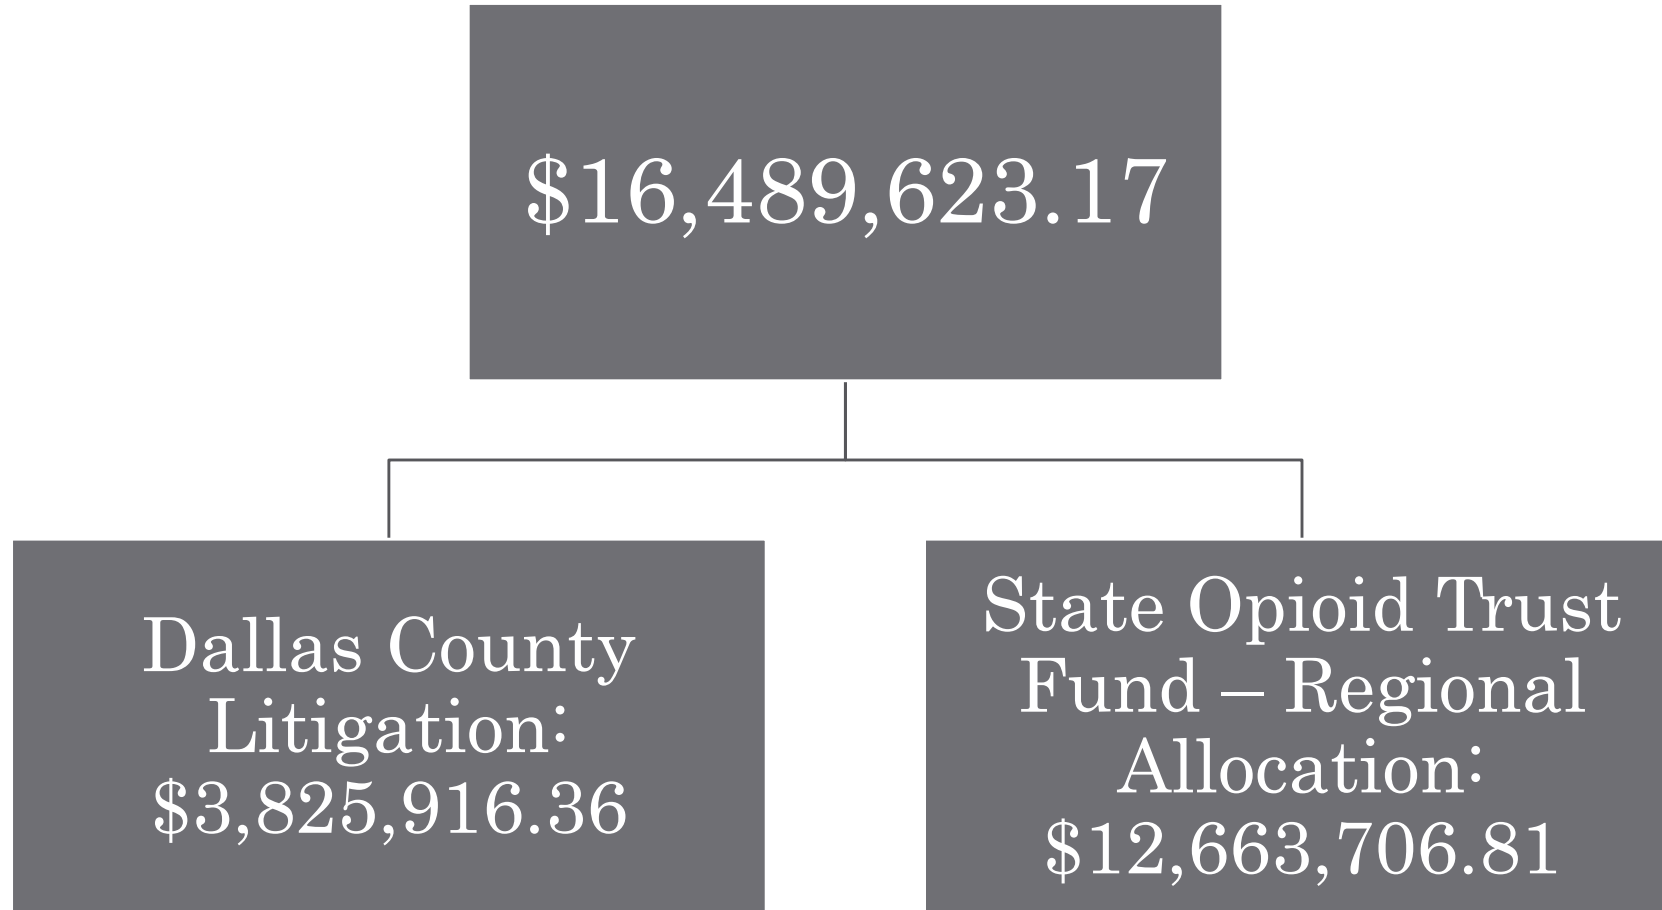 $16,489,623.17
Dallas County
Litigation:
$3,825,916.36
State Opioid Trust
Fund – Regional
Allocation:
$12,663,706.81